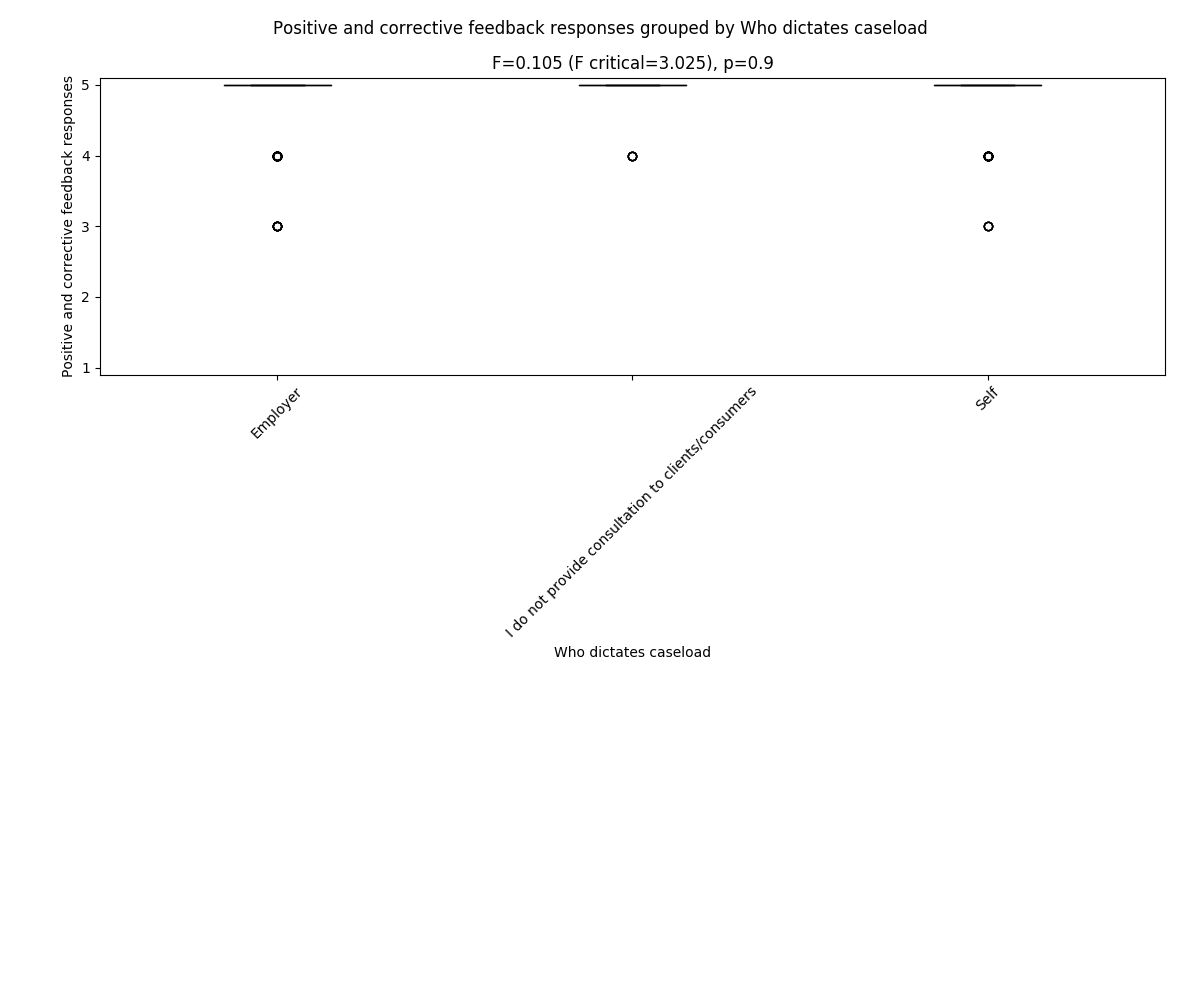 Positive and corrective feedback responses grouped by Who dictates caseload
F=0.105 (F critical=3.025), p=0.9
Positive and corrective feedback responses
5
4
3
2
1
Employer
I do not provide consultation to clients/consumers
Self
Who dictates caseload